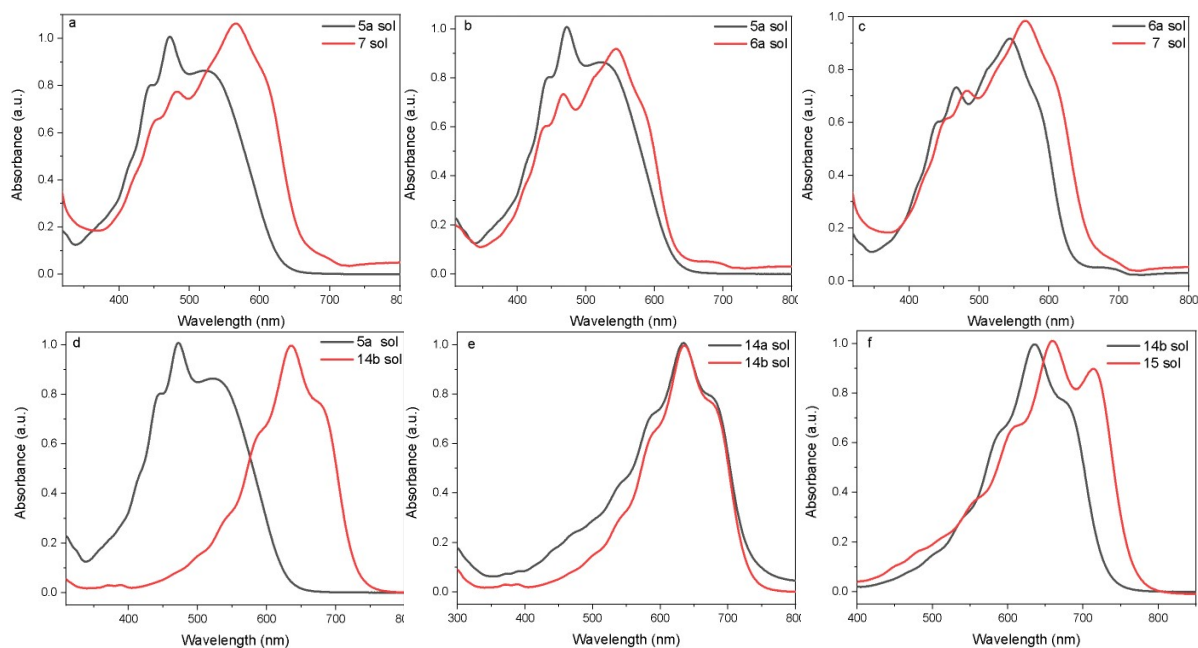 a
5a sol
7 sol
1.0
0.8
0.6
0.4
0.2
0.0
Absorbance (a.u.)
400 500 600 700 800
Wavelength (nm)
b
5a sol
6a sol
1.0
0.8
0.6
0.4
0.2
0.0
Absorbance (a.u.)
400 500 600 700 800
Wavelength (nm)
c
6a sol
7 sol
1.0
0.8
0.6
0.4
0.2
0.0
Absorbance (a.u.)
400 500 600 700 800
Wavelength (nm)
d
5a sol
14b sol
1.0
0.8
0.6
0.4
0.2
0.0
Absorbance (a.u.)
400 500 600 700 800
Wavelength (nm)
e
14a sol
14b sol
1.0
0.8
0.6
0.4
0.2
0.0
Absorbance (a.u.)
300 400 500 600 700 800
Wavelength (nm)
f
14b sol
15 sol
1.0
0.8
0.6
0.4
0.2
0.0
Absorbance (a.u.)
400 500 600 700 800
Wavelength (nm)